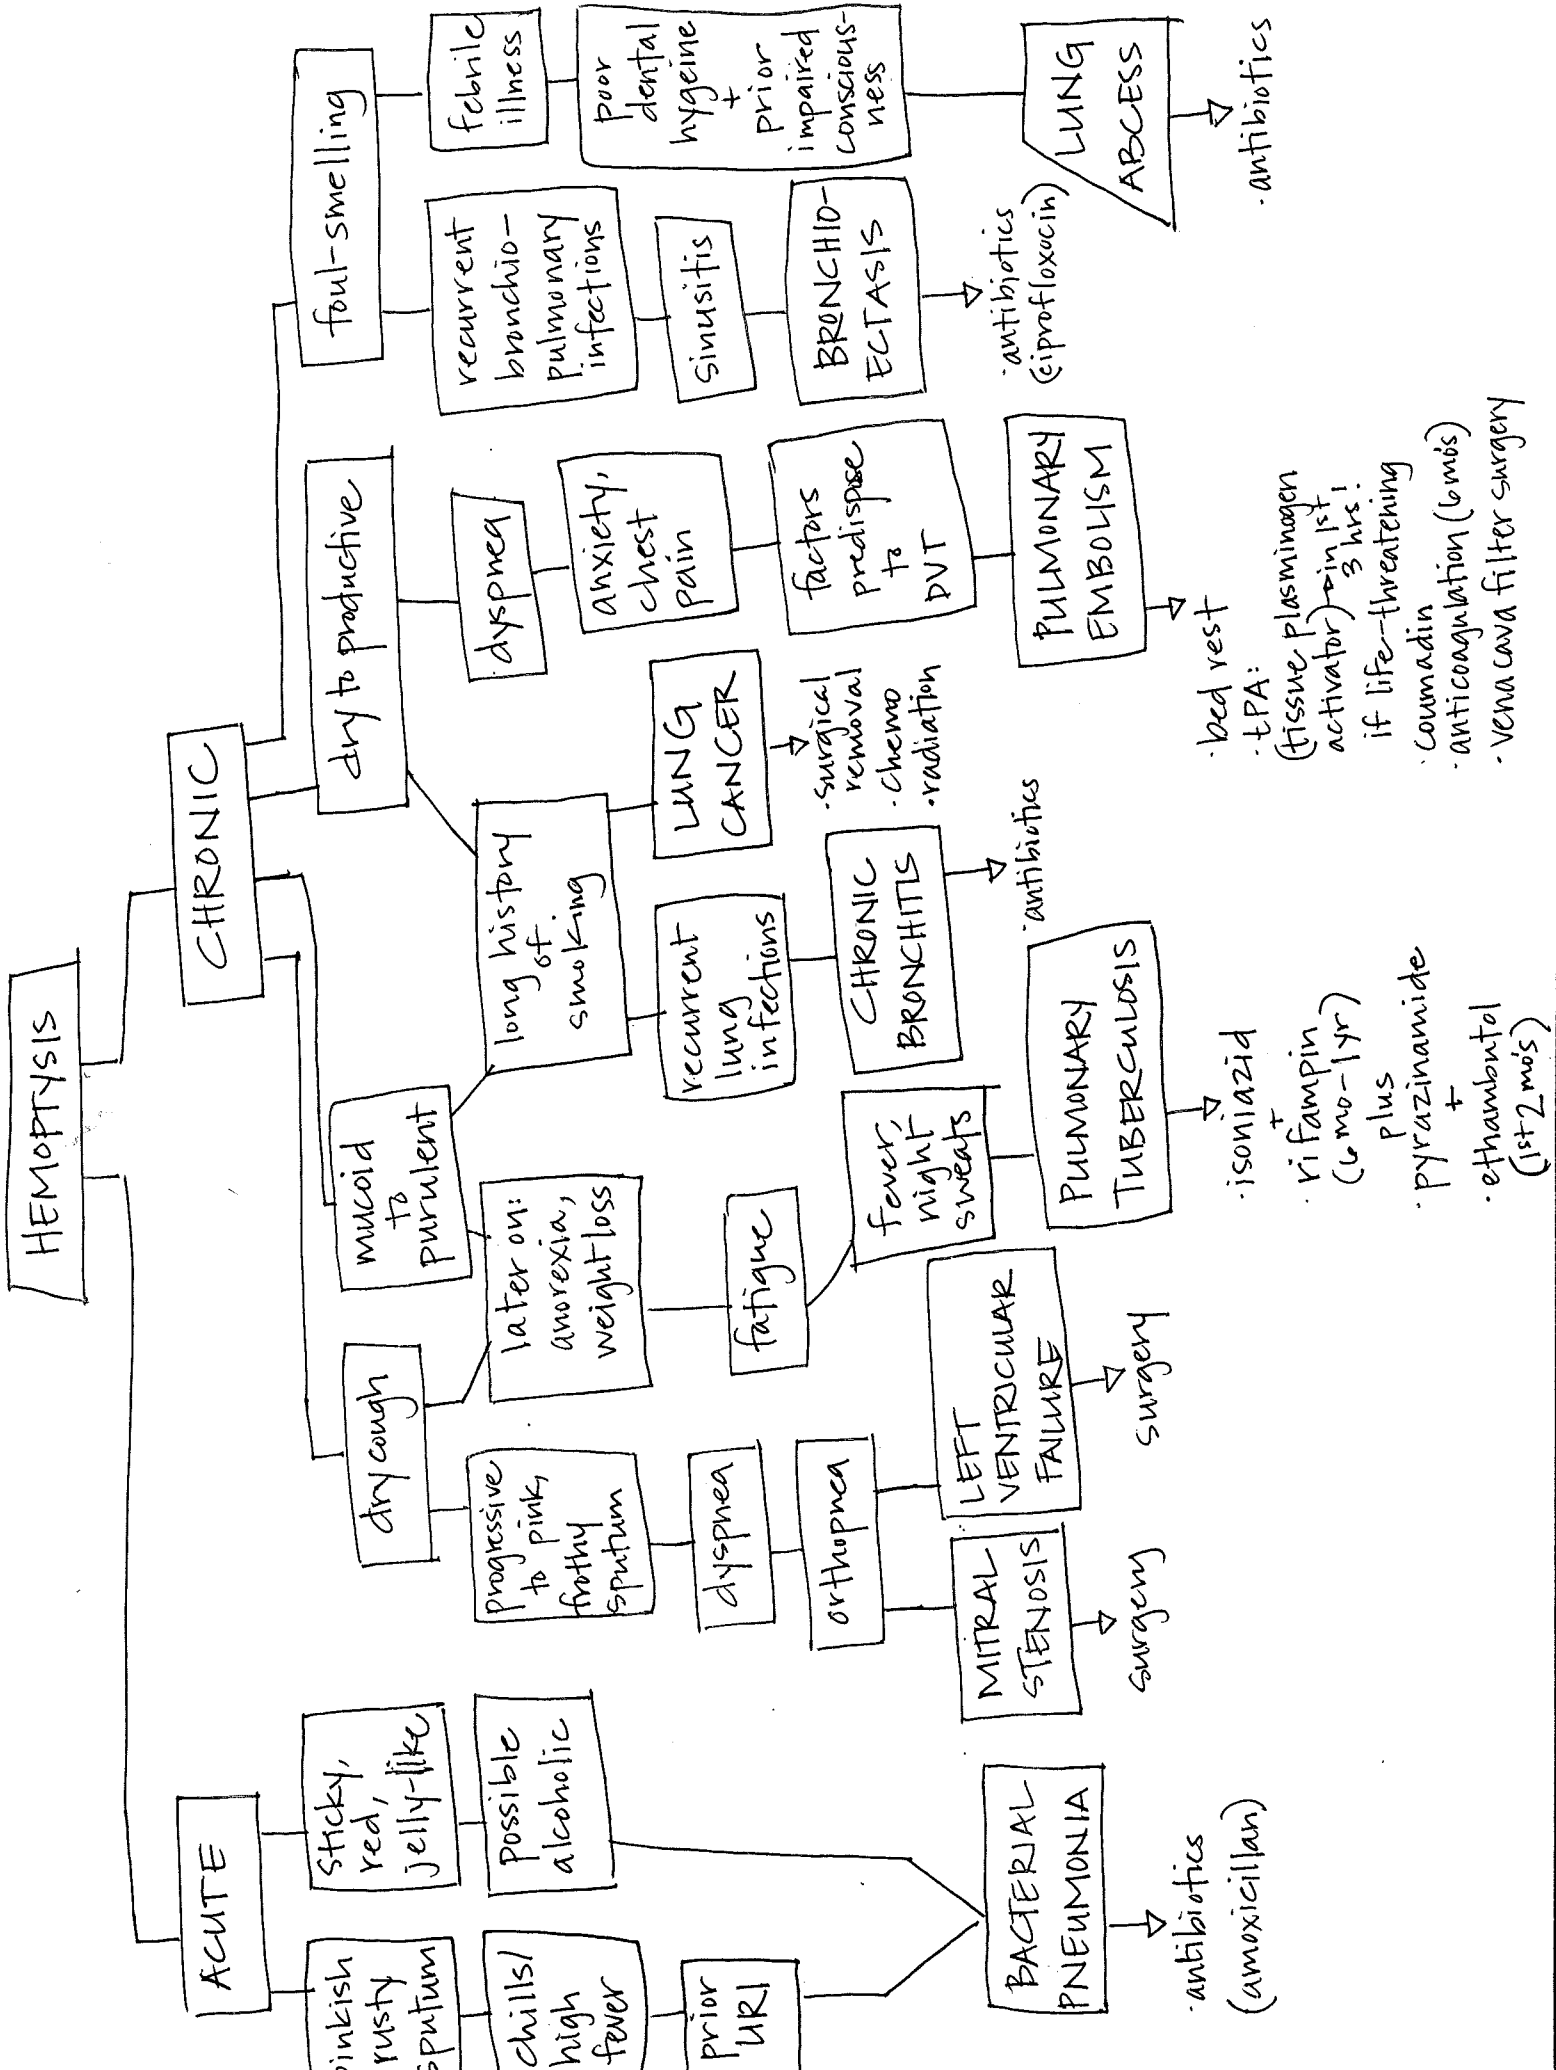 HEMOPTYSIS
ACUTE
pinkish
rusty
sputum
chills/
high
fever
prior
URI
sticky,
red,
jelly-like
possible
alcoholic
BACTERIAL
PNEUMONIA
·antibiotics
(amoxicillan)
CHRONIC
dry cough
progressive
to pink,
frothy
sputum
dyspnea
orthopnea
MITRAL
STENOSIS
surgery
LEFT
VENTRICULAR
FAILURE
surgery
mucoid
to
purulent
later on:
anorexia,
weight loss
fatigue
fever,
night
sweats
PULMONARY
TUBERCULOSIS
·isoniazid
+
·rifampin
(6mo-1yr)
plus
·pyrazinamide
+
·ethambutol
(1st 2 mo's)
dry to productive
long history
of
smoking
recurrent
lung
infections
CHRONIC
BRONCHITIS
·antibiotics
LUNG
CANCER
·surgical
removal
·chemo
·radiation
dyspnea
anxiety,
chest
pain
factors
predispose
to
DVT
PULMONARY
EMBOLISM
·bed rest
·tPA:
(tissue plasminogen
activator) → in 1st
3 hrs!
if life-threatening
·coumadin
·anticoagulation (6 mo's)
·vena cava filter surgery
foul-smelling
recurrent
bronchio-
pulmonary
infections
sinusitis
BRONCHIO-
ECTASIS
·antibiotics
(ciprofloxocin)
febrile
illness
poor
dental
hygeine
+
prior
impaired
conscious-
ness
LUNG
ABCESS
·antibiotics